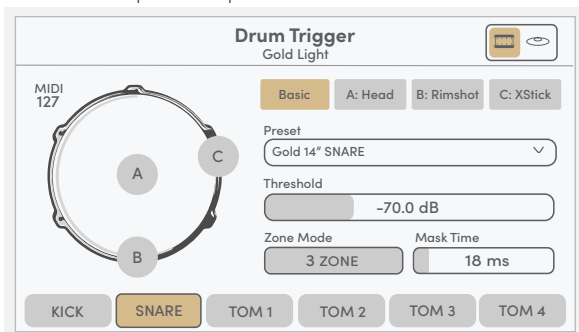 Drum Trigger
Gold Light
MIDI
127
Basic
A: Head
B: Rimshot
C: XStick
A
C
B
Preset
Gold 14” SNARE
Threshold
-70.0 dB
Zone Mode
Mask Time
3 ZONE
18 ms
KICK
SNARE
TOM 1
TOM 2
TOM 3
TOM 4